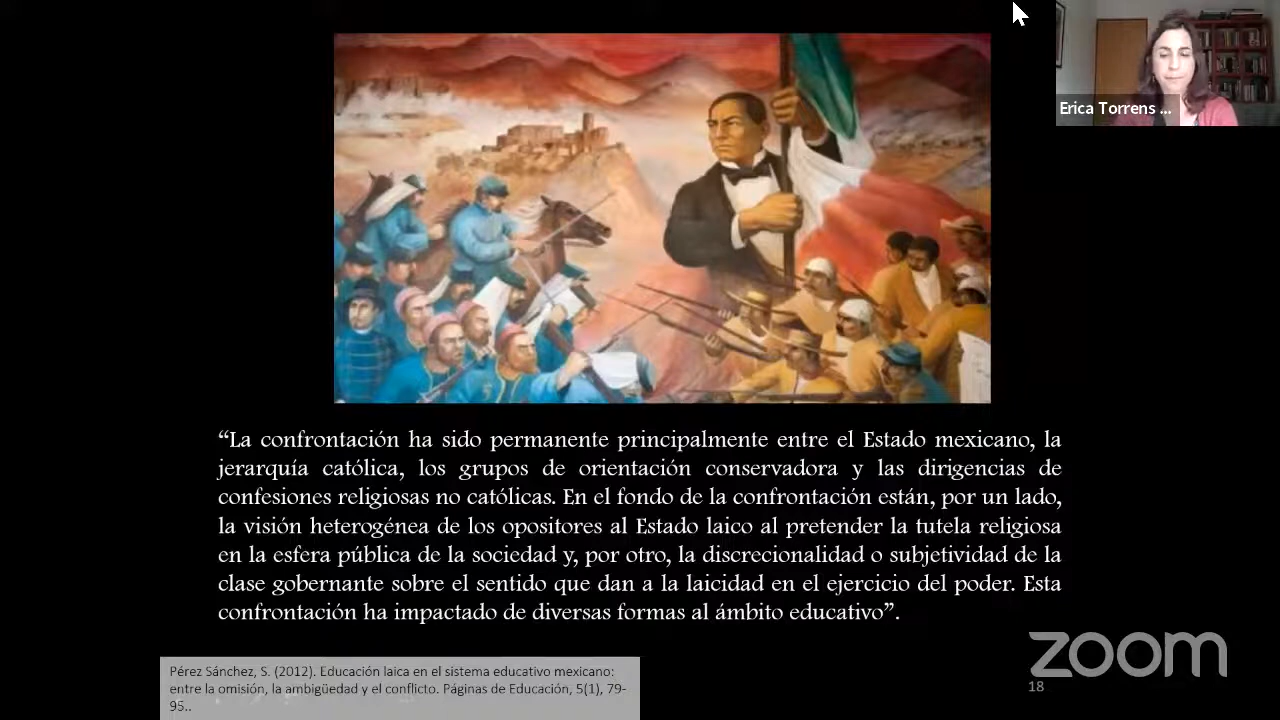 Erica Torrens ...
“La confrontación ha sido permanente principalmente entre el Estado mexicano, la
jerarquía católica, los grupos de orientación conservadora y las dirigencias de
confesiones religiosas no católicas. En el fondo de la confrontación están, por un lado,
la visión heterogénea de los opositores al Estado laico al pretender la tutela religiosa
en la esfera pública de la sociedad y, por otro, la discrecionalidad o subjetividad de la
clase gobernante sobre el sentido que dan a la laicidad en el ejercicio del poder. Esta
confrontación ha impactado de diversas formas al ámbito educativo”.
zoom
18
Pérez Sánchez, S. (2012). Educación laica en el sistema educativo mexicano:
entre la omisión, la ambigüedad y el conflicto. Páginas de Educación, 5(1), 79-
95..